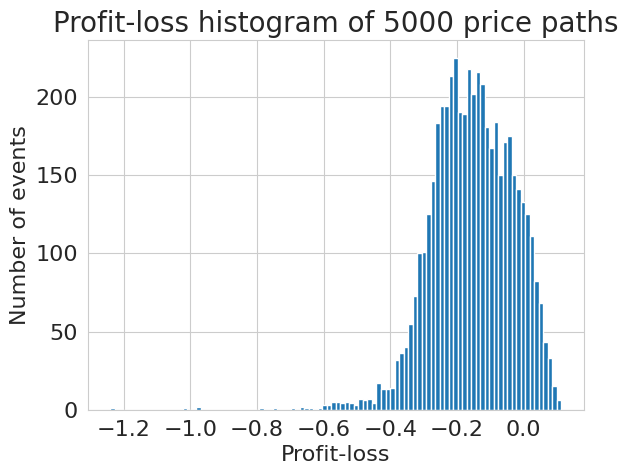 Profit-loss histogram of 5000 price paths
Number of events
200
150
100
50
0
−1.2 −1.0 −0.8 −0.6 −0.4 −0.2 0.0
Profit-loss